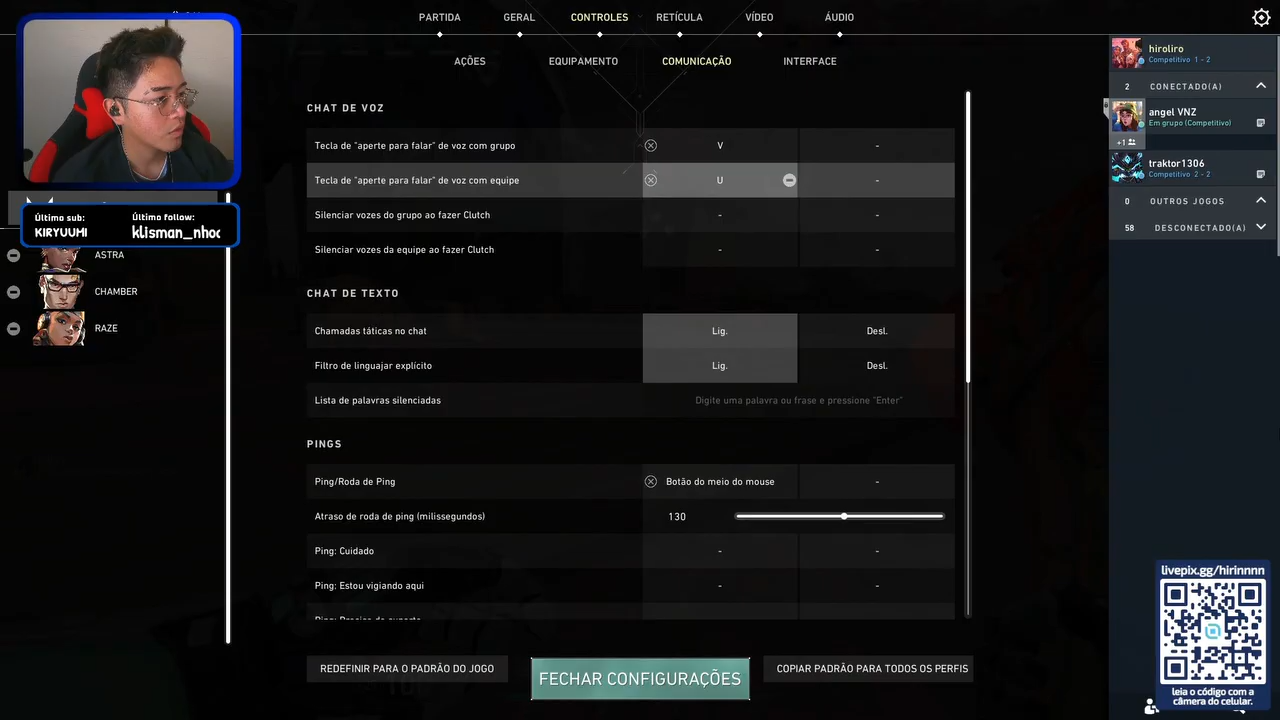 PARTIDA
GERAL
CONTROLES
RETÍCULA
VÍDEO
ÁUDIO
AÇÕES
EQUIPAMENTO
COMUNICAÇÃO
INTERFACE
Último sub:
KIRYUUMI
Último follow:
klisman_nhoc
ASTRA
CHAMBER
RAZE
CHAT DE VOZ
Tecla de "aperte para falar" de voz com grupo V -
Tecla de "aperte para falar" de voz com equipe U -
Silenciar vozes do grupo ao fazer Clutch - -
Silenciar vozes da equipe ao fazer Clutch - -
CHAT DE TEXTO
Chamadas táticas no chat Lig. Desl.
Filtro de linguajar explícito Lig. Desl.
Lista de palavras silenciadas Digite uma palavra ou frase e pressione "Enter"
PINGS
Ping/Roda de Ping Botão do meio do mouse -
Atraso de roda de ping (milissegundos) 130
Ping: Cuidado - -
Ping: Estou vigiando aqui - -
REDEFINIR PARA O PADRÃO DO JOGO
FECHAR CONFIGURAÇÕES
COPIAR PADRÃO PARA TODOS OS PERFIS
hiroliro
Competitivo 1 - 2
2 CONECTADO(A)
angel VNZ
Em grupo (Competitivo)
+1
traktor1306
Competitivo 2 - 2
0 OUTROS JOGOS
58 DESCONECTADO(A)
livepix.gg/hirinnnn
leia o código com a
câmera do celular.